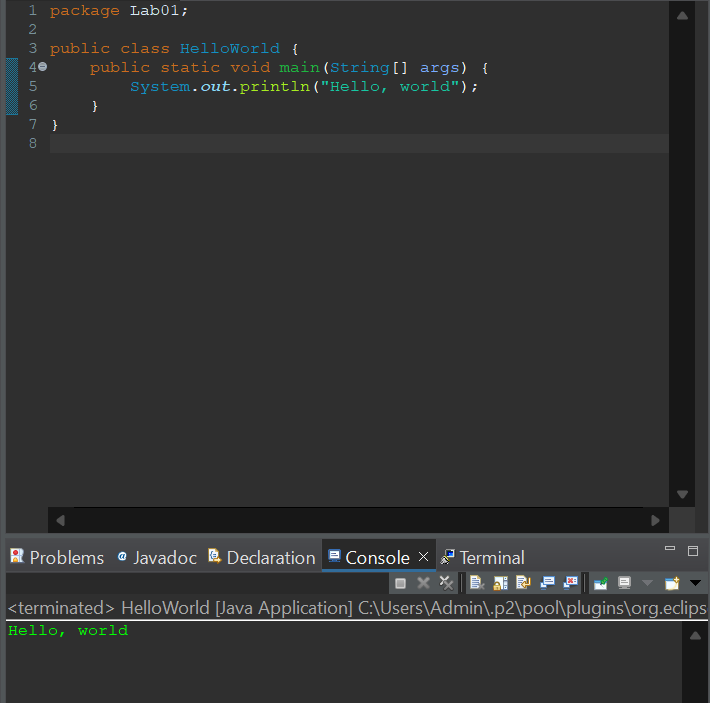 1 package Lab01;
2
3 public class HelloWorld {
4     public static void main(String[] args) {
5         System.out.println("Hello, world");
6     }
7 }
8
Problems @ Javadoc Declaration Console Terminal
<terminated> HelloWorld [Java Application] C:\Users\Admin\.p2\pool\plugins\org.eclips
Hello, world